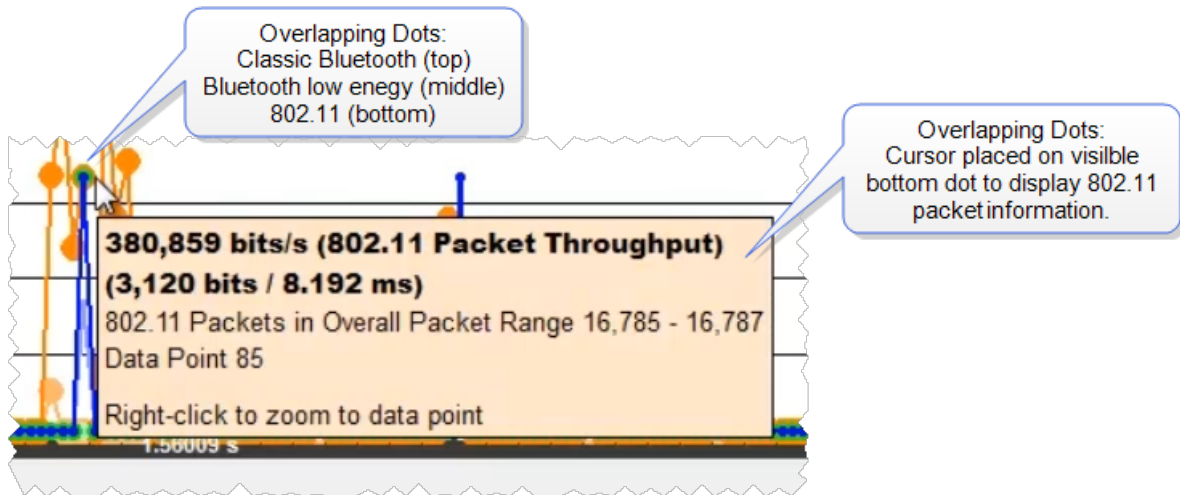 Overlapping Dots:
Classic Bluetooth (top)
Bluetooth low enegy (middle)
802.11 (bottom)
Overlapping Dots:
Cursor placed on visilble
bottom dot to display 802.11
packet information.
380,859 bits/s (802.11 Packet Throughput)
(3,120 bits / 8.192 ms)
802.11 Packets in Overall Packet Range 16,785 - 16,787
Data Point 85
Right-click to zoom to data point
1.56009 s